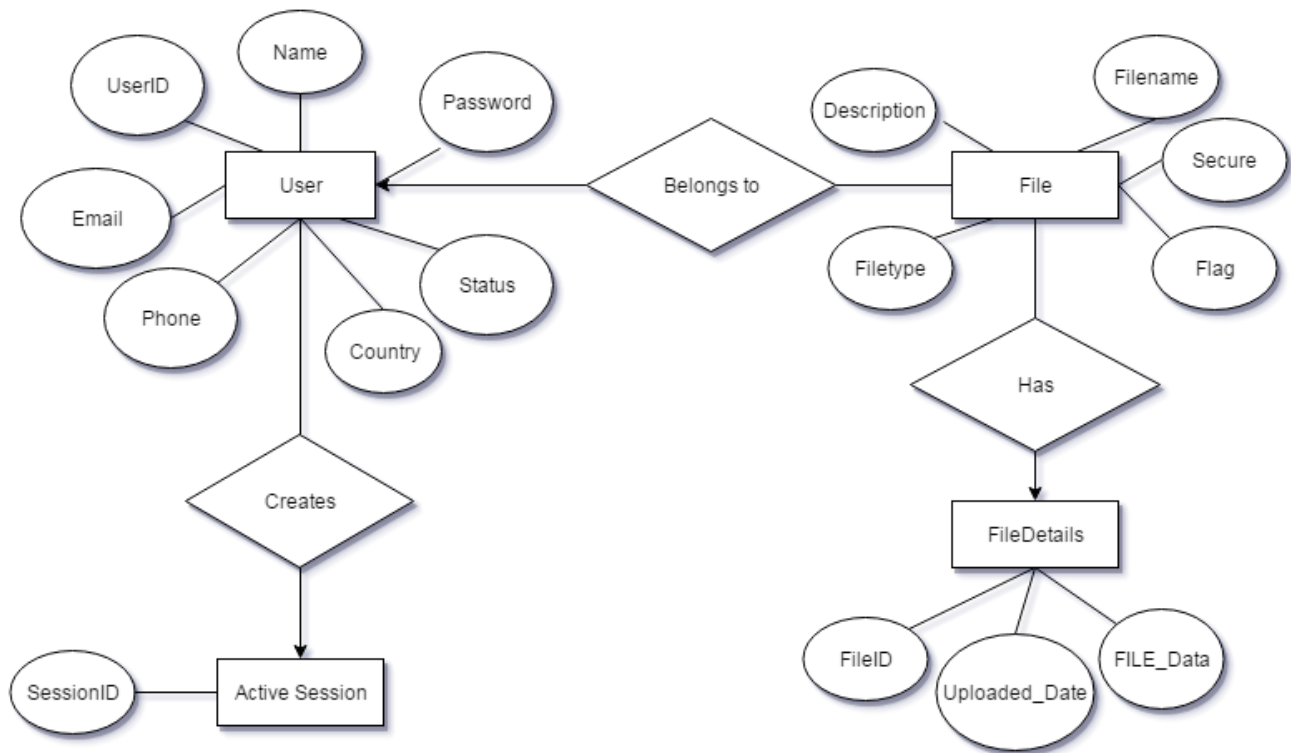 Name
Filename
UserID
Password
Description
Secure
User
Belongs to
File
Email
Filetype
Flag
Status
Phone
Country
Has
Creates
FileDetails
FileID
FILE_Data
Uploaded_Date
SessionID
Active Session